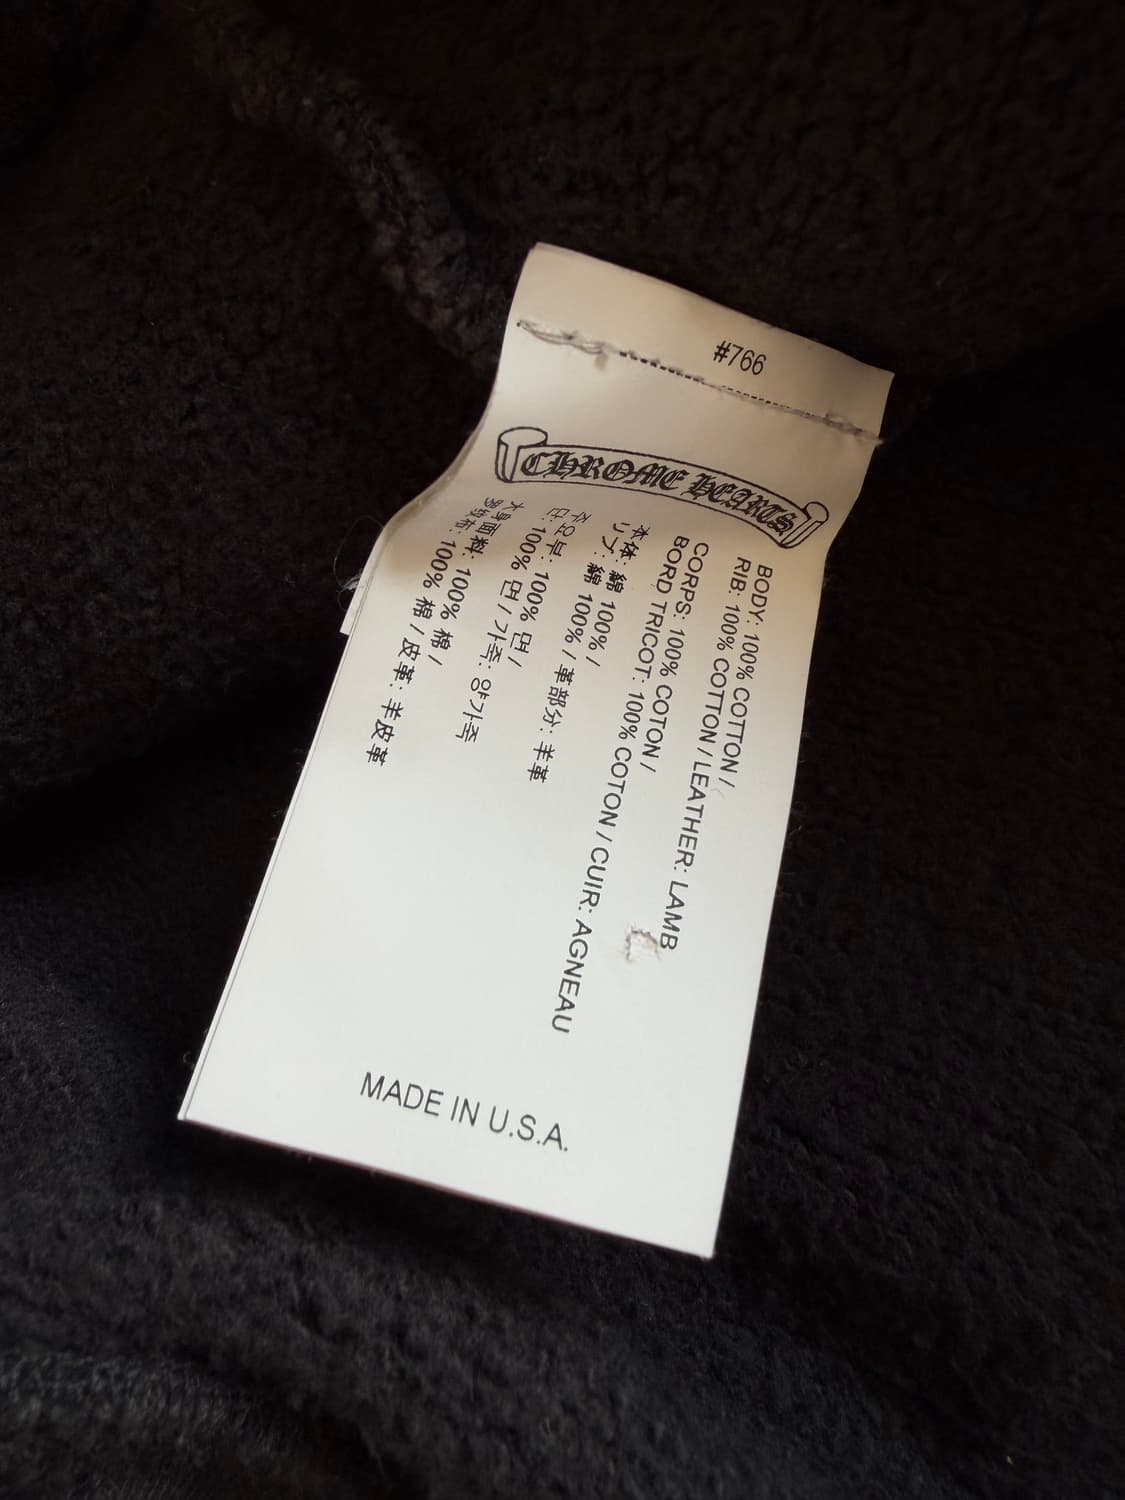 #766
CHROME HEARTS
BODY: 100% COTTON /
RIB: 100% COTTON / LEATHER: LAMB
CORPS: 100% COTON /
BORD TRICOT: 100% COTON / CUIR: AGNEAU
本体: 綿 100% /
リブ: 綿 100% / 革部分: 羊革
주요부: 100% 면 /
단: 100% 면 / 가죽: 양가죽
大身面料: 100% 棉 /
100% 棉 / 皮革: 羊皮革
MADE IN U.S.A.